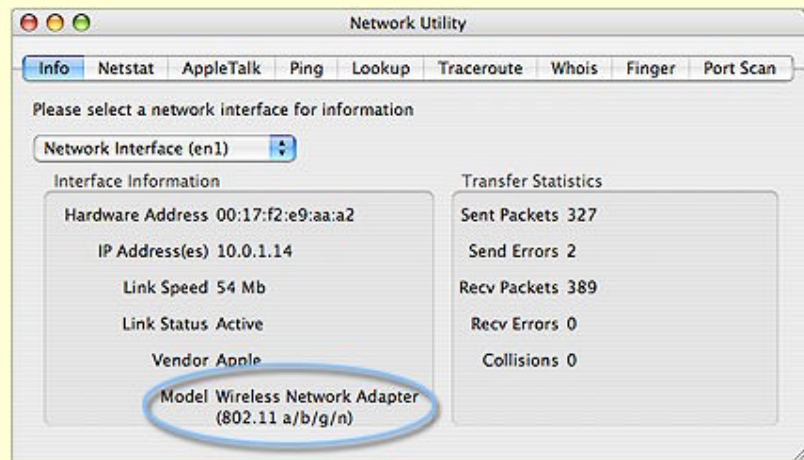 Network Utility
Info Netstat AppleTalk Ping Lookup Traceroute Whois Finger Port Scan
Please select a network interface for information
Network Interface (en1)
Interface Information
Hardware Address 00:17:f2:e9:aa:a2
IP Address(es) 10.0.1.14
Link Speed 54 Mb
Link Status Active
Vendor Apple
Model Wireless Network Adapter
(802.11 a/b/g/n)
Transfer Statistics
Sent Packets 327
Send Errors 2
Recv Packets 389
Recv Errors 0
Collisions 0